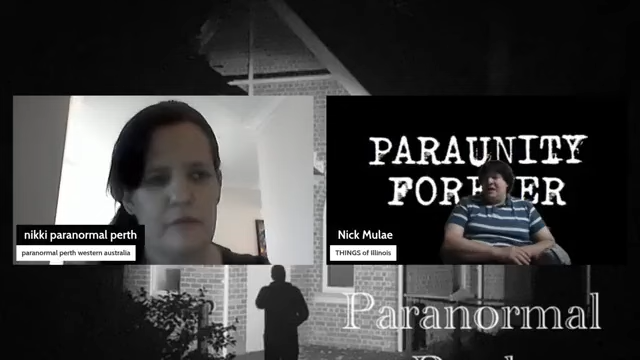 PARAUNITY
FOREVER
nikki paranormal perth
paranormal perth western australia
Nick Mulae
THINGS of Illinois
Paranormal